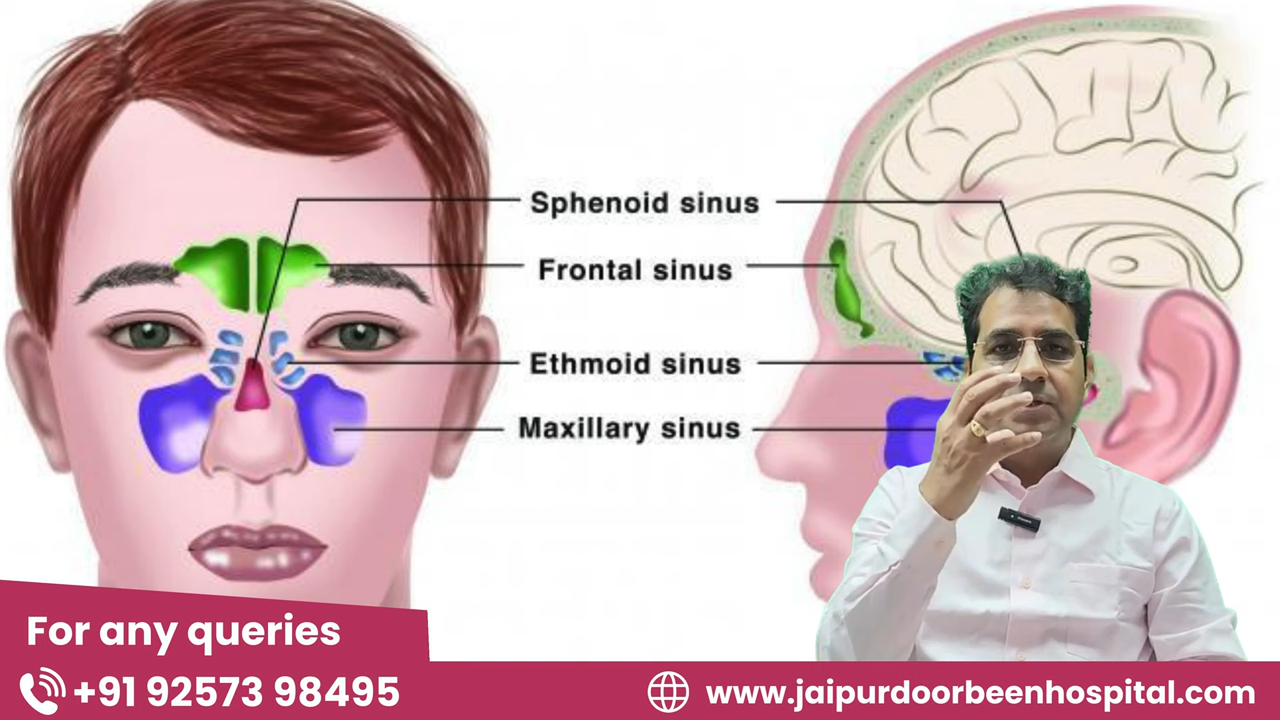 Sphenoid sinus
Frontal sinus
Ethmoid sinus
Maxillary sinus
For any queries
+91 92573 98495
www.jaipurdoorbeenhospital.com